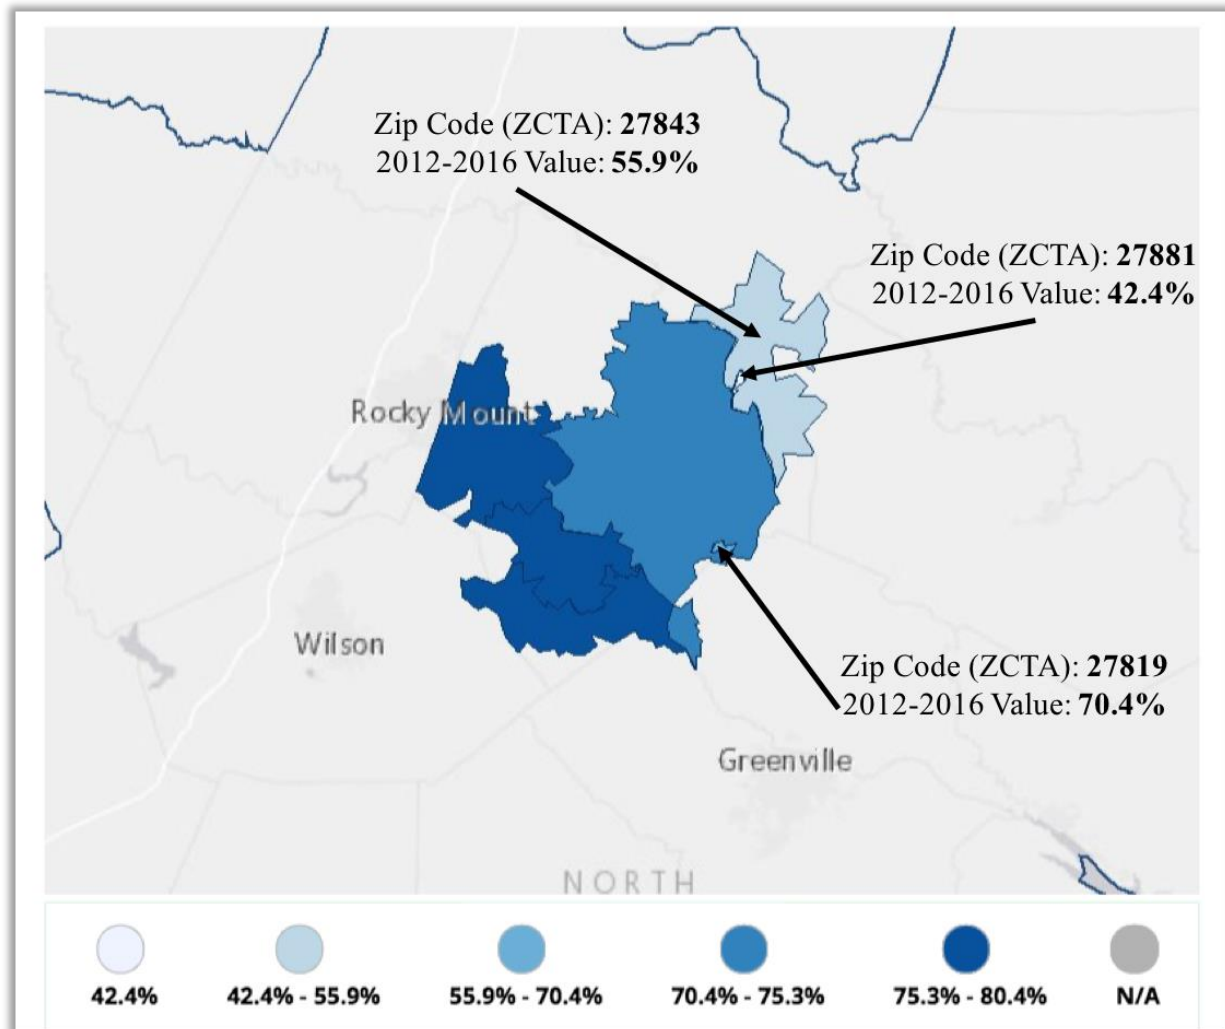 Zip Code (ZCTA): 27843
2012-2016 Value: 55.9%
Zip Code (ZCTA): 27881
2012-2016 Value: 42.4%
Rocky Mount
Wilson
Zip Code (ZCTA): 27819
2012-2016 Value: 70.4%
Greenville
NORTH
42.4%
42.4% - 55.9%
55.9% - 70.4%
70.4% - 75.3%
75.3% - 80.4%
N/A